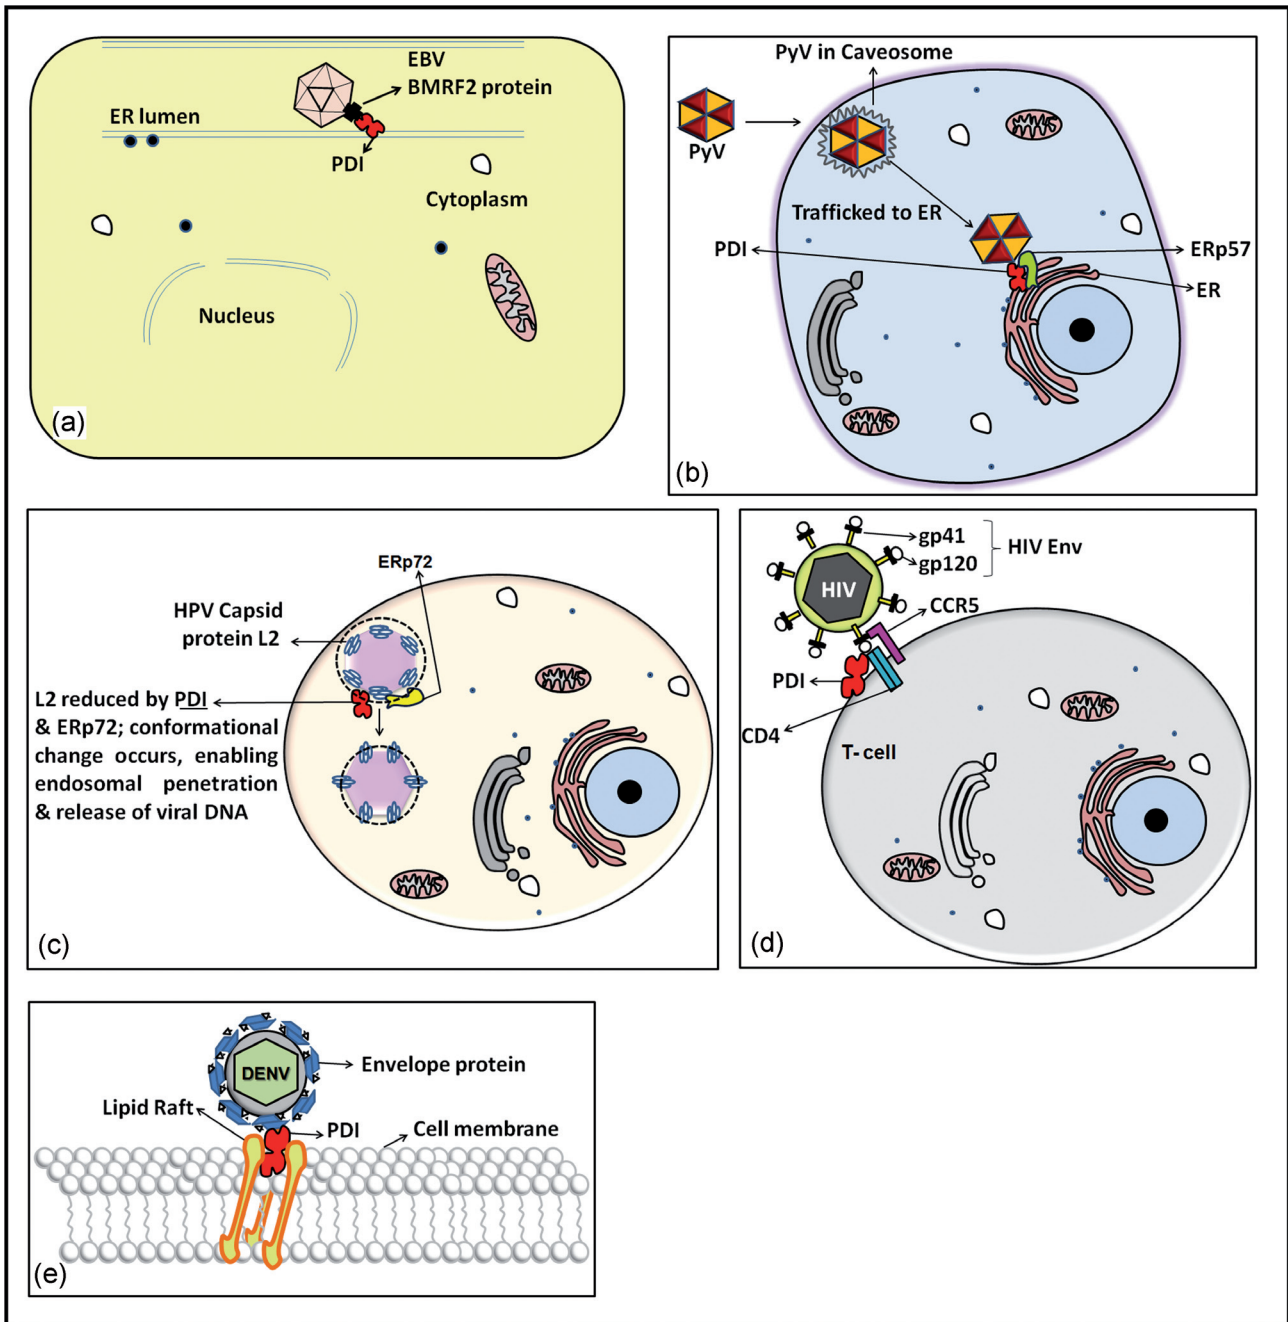 EBV
BMRF2 protein
ER lumen
PDI
Cytoplasm
Nucleus
(a)
PyV in Caveosome
PyV
Trafficked to ER
PDI
ERp57
ER
(b)
ERp72
HPV Capsid
protein L2
L2 reduced by PDI
& ERp72; conformational
change occurs, enabling
endosomal penetration
& release of viral DNA
(c)
gp41
gp120
HIV Env
HIV
CCR5
PDI
CD4
T- cell
(d)
DENV
Envelope protein
Lipid Raft
PDI
Cell membrane
(e)